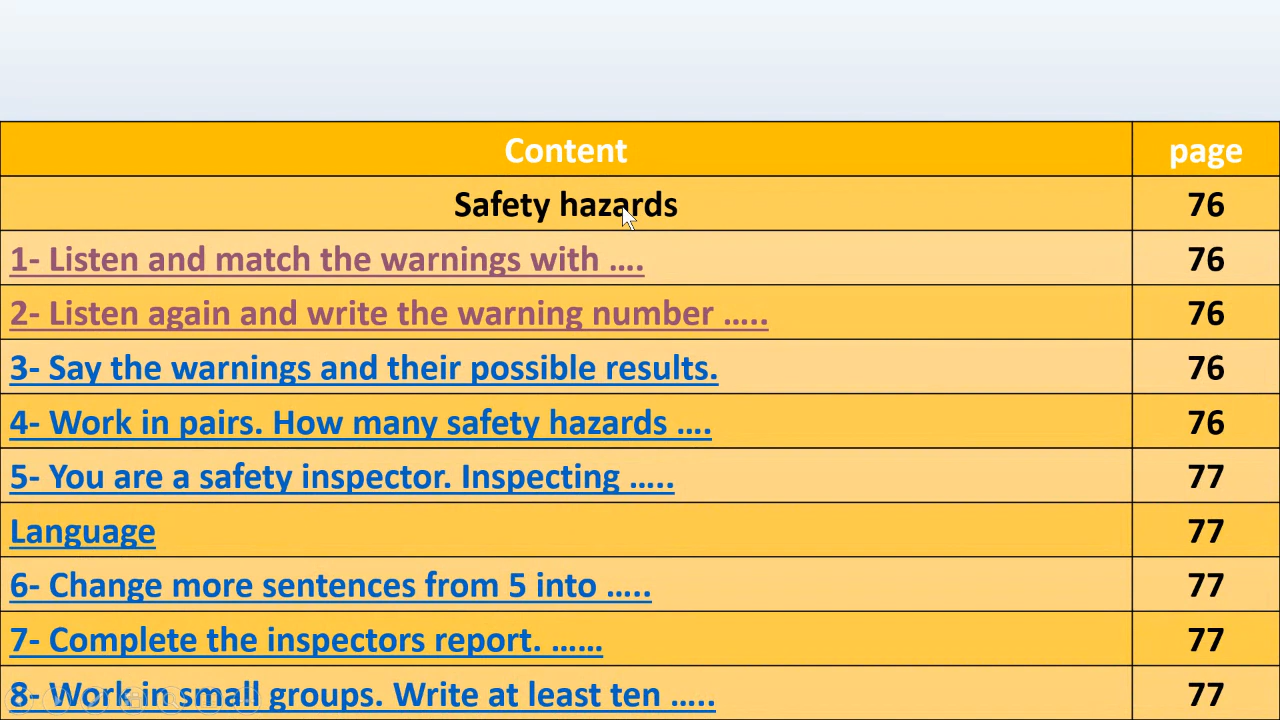 Content page
Safety hazards 76
1- Listen and match the warnings with .... 76
2- Listen again and write the warning number ..... 76
3- Say the warnings and their possible results. 76
4- Work in pairs. How many safety hazards .... 76
5- You are a safety inspector. Inspecting ..... 77
Language 77
6- Change more sentences from 5 into ..... 77
7- Complete the inspectors report. ...... 77
8- Work in small groups. Write at least ten ..... 77